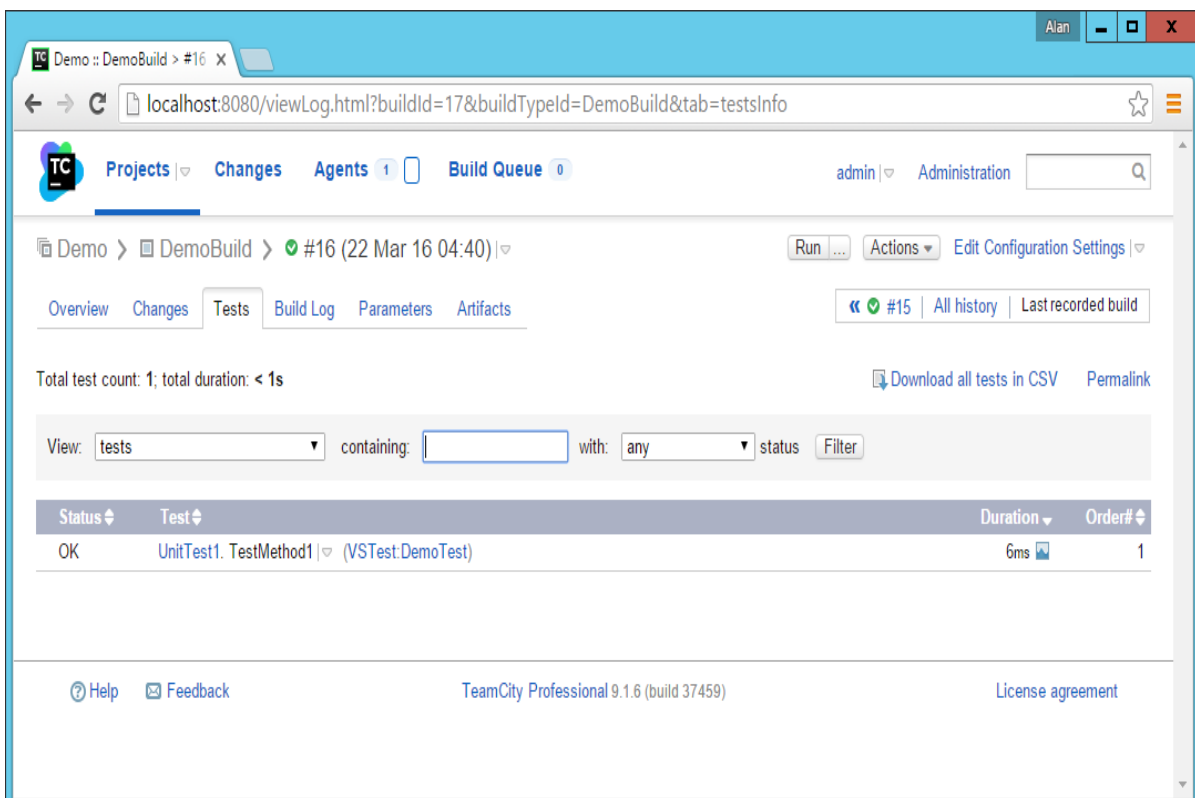 Alan
TC Demo :: DemoBuild > #16
localhost:8080/viewLog.html?buildId=17&buildTypeId=DemoBuild&tab=testsInfo
TC Projects Changes Agents 1 Build Queue 0 admin Administration
Demo DemoBuild #16 (22 Mar 16 04:40) Run ... Actions Edit Configuration Settings
Overview Changes Tests Build Log Parameters Artifacts « #15 | All history | Last recorded build
Total test count: 1; total duration: < 1s Download all tests in CSV Permalink
View: tests containing: with: any status Filter
Status Test Duration Order#
OK UnitTest1. TestMethod1 (VSTest:DemoTest) 6ms 1
Help Feedback TeamCity Professional 9.1.6 (build 37459) License agreement